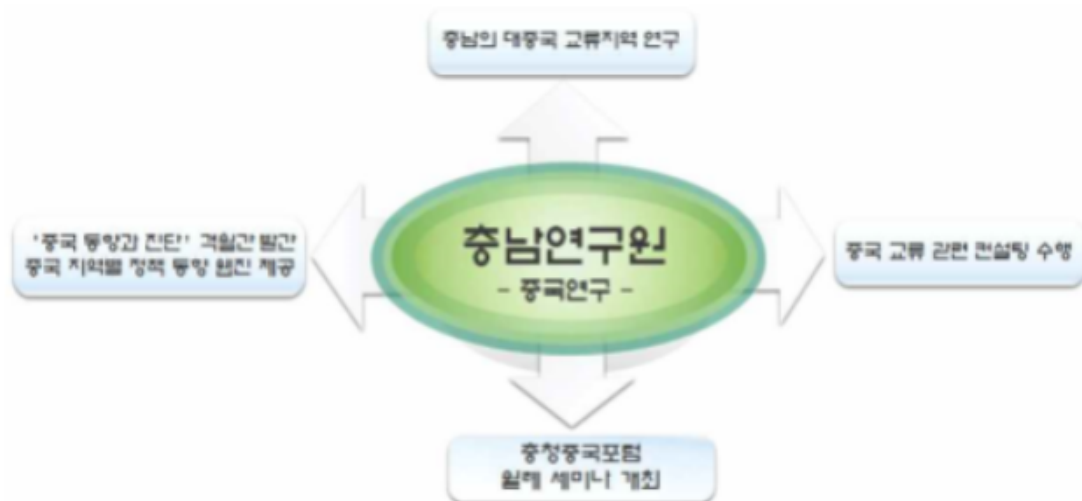 충남의 대중국 교류지역 연구
'중국 동향과 진단' 격월간 발간
중국 지역별 정책 동향 웹진 제공
충남연구원
- 중국연구 -
중국 교류 관련 컨설팅 수행
충청중국포럼
월례 세미나 개최